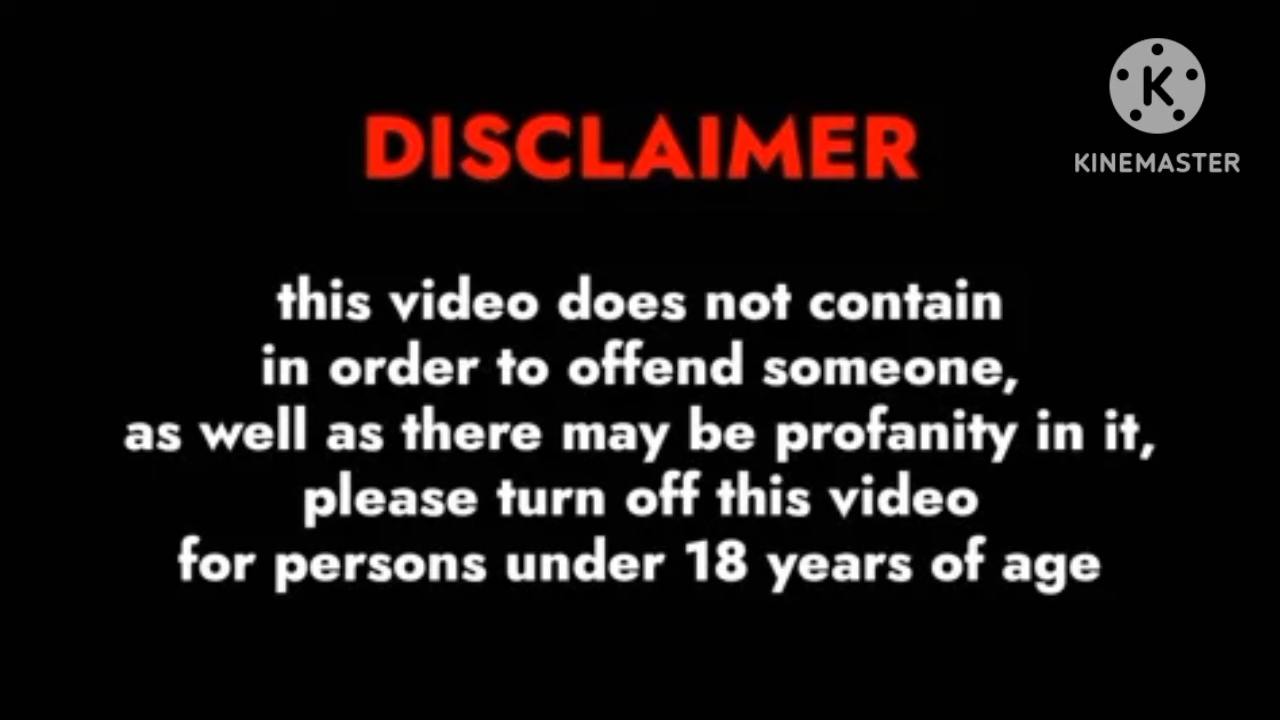 K
KINEMASTER
DISCLAIMER
this video does not contain
in order to offend someone,
as well as there may be profanity in it,
please turn off this video
for persons under 18 years of age